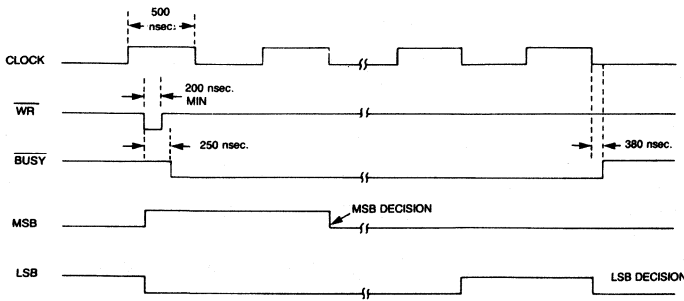 500
nsec.
CLOCK
200 nsec.
MIN
WR
250 nsec.
380 nsec.
BUSY
MSB DECISION
MSB
LSB DECISION
LSB